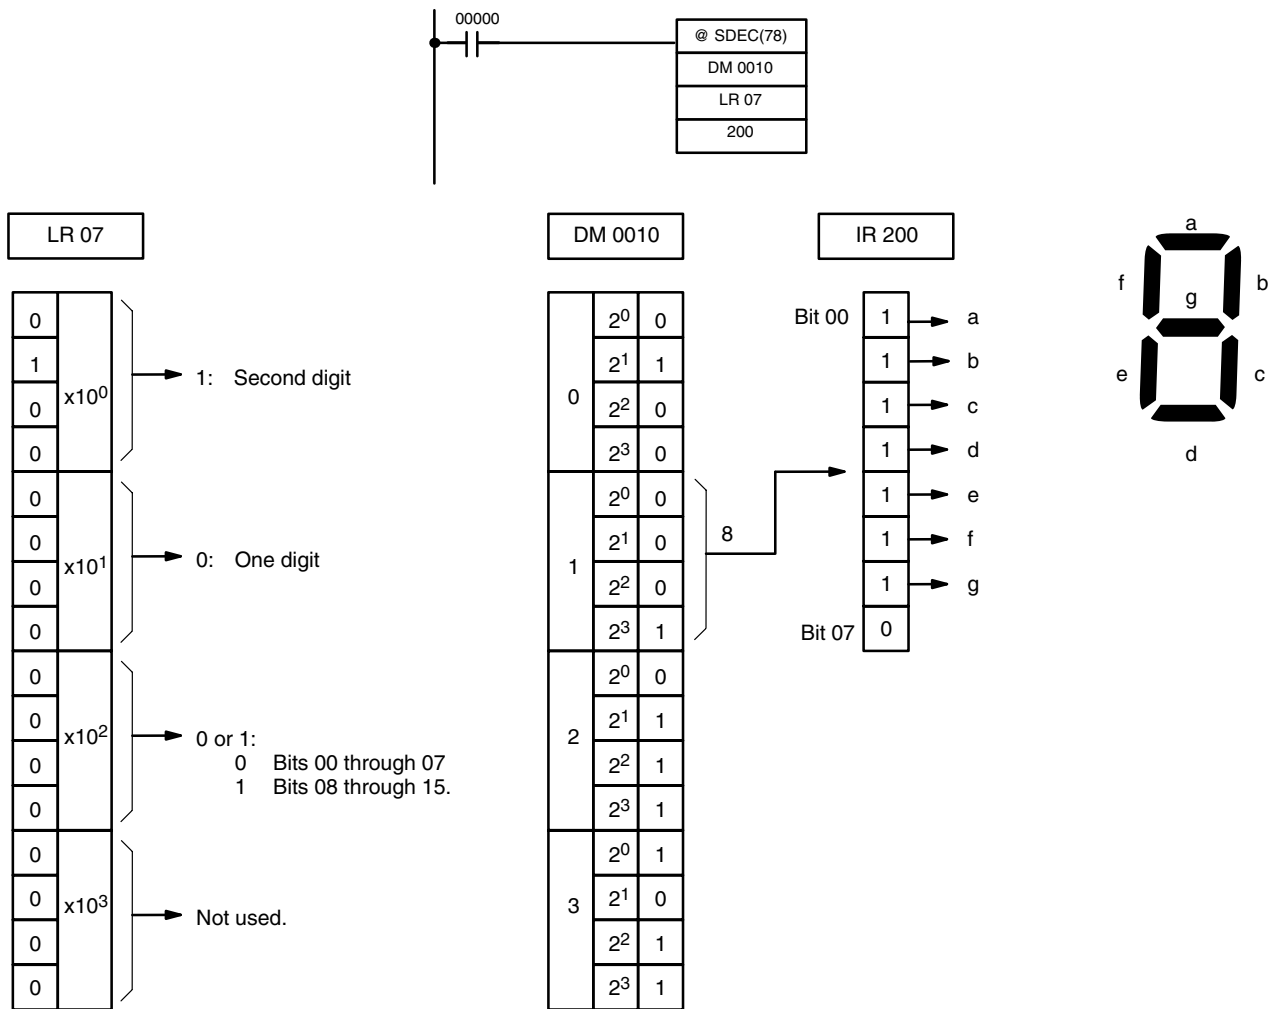 00000
@ SDEC(78)
DM 0010
LR 07
200
LR 07
DM 0010
IR 200
0
1
0
0
x10⁰
1: Second digit
0
0
0
0
x10¹
0: One digit
0
0
0
0
x10²
0 or 1:
0 Bits 00 through 07
1 Bits 08 through 15.
0
0
0
0
x10³
Not used.
0
2⁰ 0
2¹ 1
2² 0
2³ 0
1
2⁰ 0
2¹ 0
2² 0
2³ 1
8
2
2⁰ 0
2¹ 1
2² 1
2³ 1
3
2⁰ 1
2¹ 0
2² 1
2³ 1
Bit 00 1 a
1 b
1 c
1 d
1 e
1 f
1 g
Bit 07 0
a
f
b
g
e
c
d